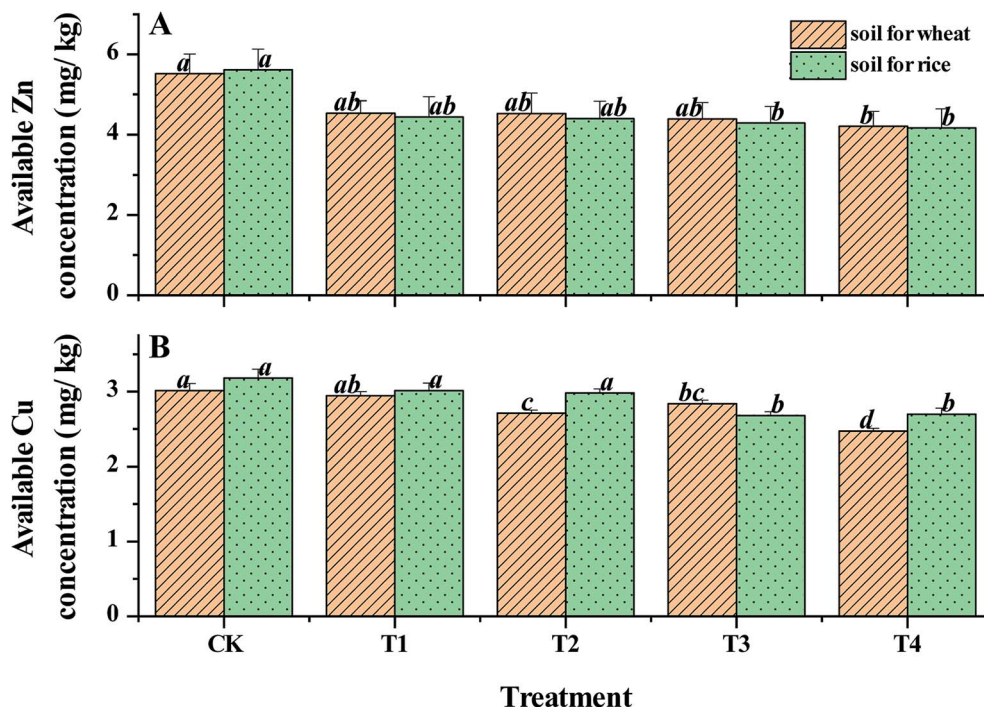 A
soil for wheat
soil for rice
Available Zn
concentration (mg/ kg)
6
4
2
0
a a ab ab ab ab ab b b b
B
Available Cu
concentration (mg/ kg)
3
2
1
0
a a ab a c a bc b d b
CK T1 T2 T3 T4
Treatment